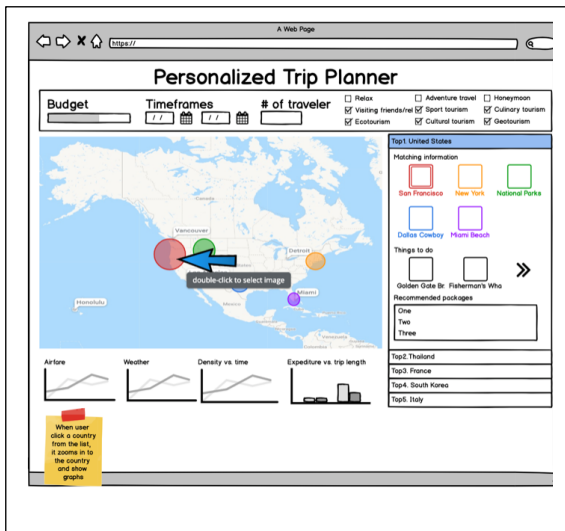 A Web Page
https://
Personalized Trip Planner
Budget
Timeframes
# of traveler
/ /
/ /
Relax
Adventure travel
Honeymoon
Visiting friends/rel
Sport tourism
Culinary tourism
Ecotourism
Cultural tourism
Geotourism
Canada
Vancouver
Detroit
double-click to select image
Miami
Honolulu
Mexico
Top1. United States
Matching information
San Francisco
New York
National Parks
Dallas Cowboy
Miami Beach
Things to do
Golden Gate Br.
Fisherman's Wha
Recommended packages
One
Two
Three
Top2. Thailand
Top3. France
Top4. South Korea
Top5. Italy
Airfare
Weather
Density vs. time
Expediture vs. trip length
When user
click a country
from the list,
it zooms in to
the country
and show
graphs